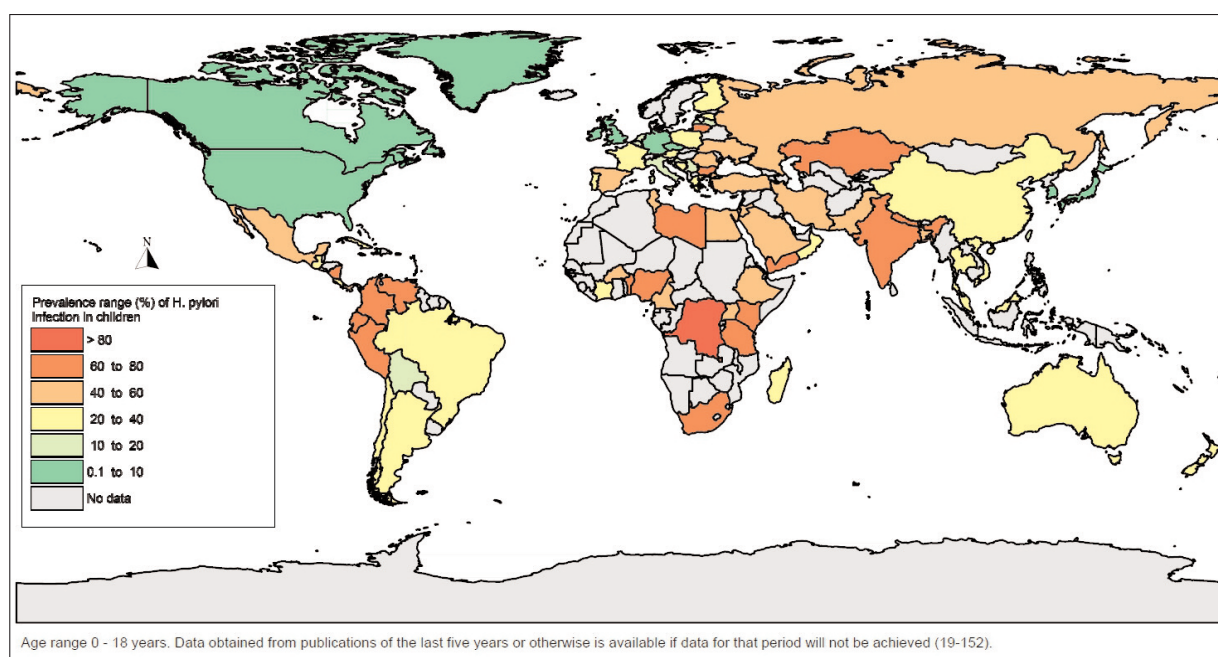 N
Prevalence range (%) of H. pylori
Infection in children
> 80
60 to 80
40 to 60
20 to 40
10 to 20
0.1 to 10
No data
Age range 0 - 18 years. Data obtained from publications of the last five years or otherwise is available if data for that period will not be achieved (19-152).